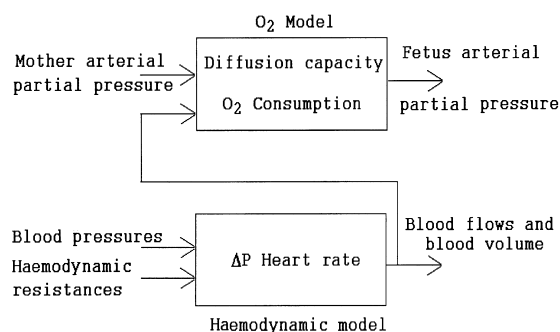 O₂ Model
Mother arterial
partial pressure
Diffusion capacity
O₂ Consumption
Fetus arterial
partial pressure
Blood pressures
Haemodynamic
resistances
ΔP Heart rate
Blood flows and
blood volume
Haemodynamic model